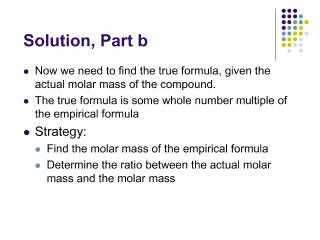 Solution, Part b
Now we need to find the true formula, given the
actual molar mass of the compound.
The true formula is some whole number multiple of
the empirical formula
Strategy:
Find the molar mass of the empirical formula
Determine the ratio between the actual molar
mass and the molar mass